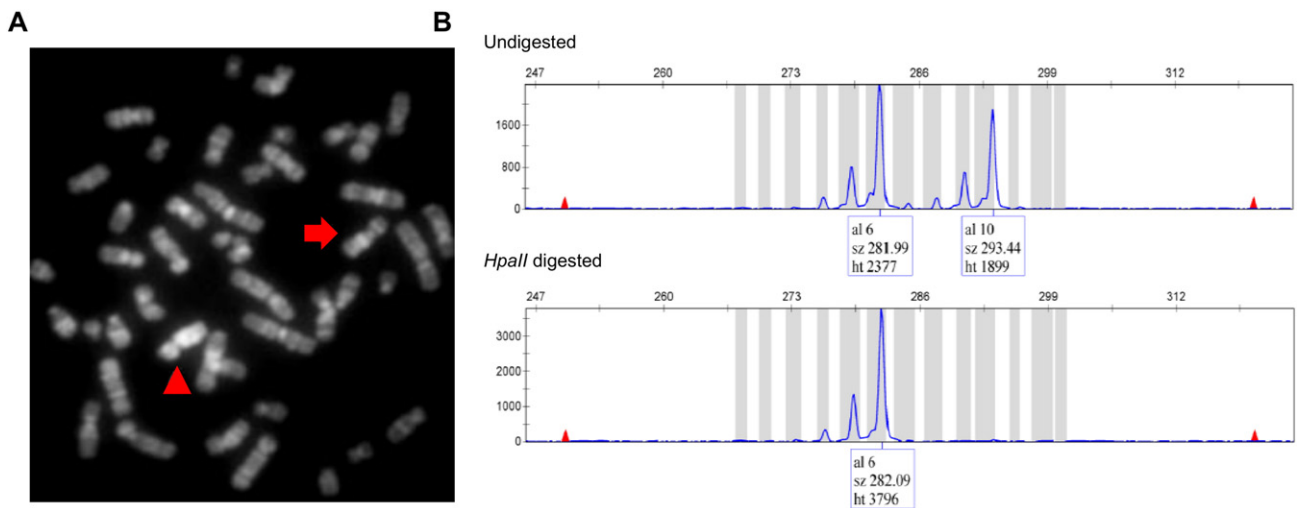 A
B
Undigested
247 260 273 286 299 312
1600
800
0
al 6
sz 281.99
ht 2377
al 10
sz 293.44
ht 1899
HpaII digested
247 260 273 286 299 312
3000
2000
1000
0
al 6
sz 282.09
ht 3796